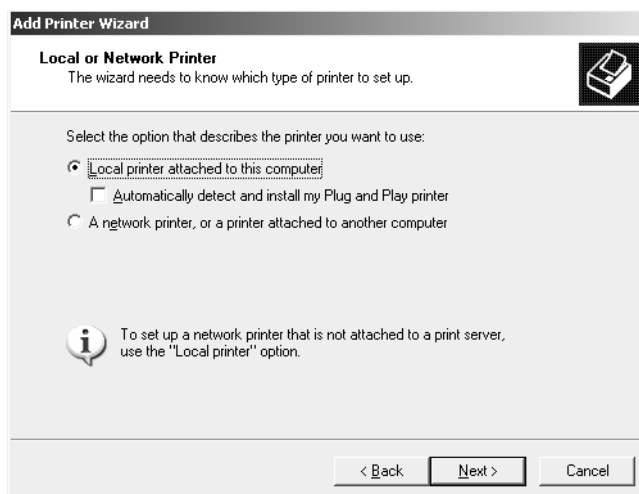 Add Printer Wizard
Local or Network Printer
The wizard needs to know which type of printer to set up.
Select the option that describes the printer you want to use:
Local printer attached to this computer
Automatically detect and install my Plug and Play printer
A network printer, or a printer attached to another computer
To set up a network printer that is not attached to a print server,
use the "Local printer" option.
< Back Next > Cancel